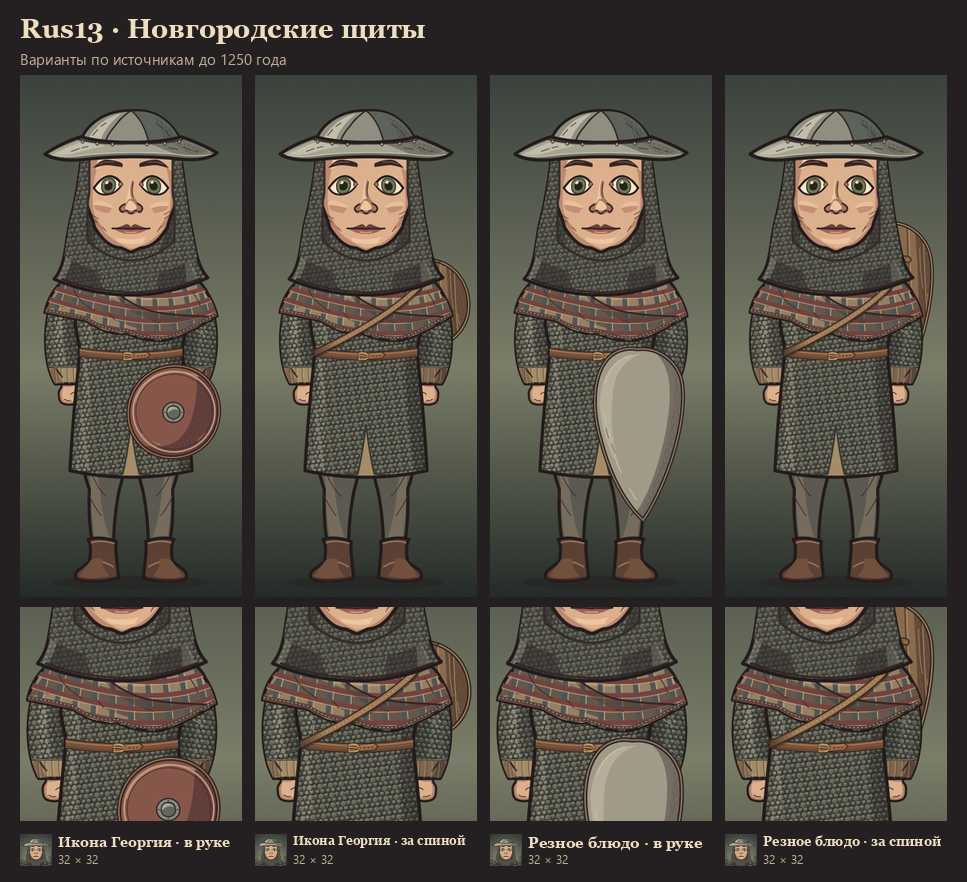 Rus13 · Новгородские щиты
Варианты по источникам до 1250 года
Икона Георгия · в руке
32 × 32
Икона Георгия · за спиной
32 × 32
Резное блюдо · в руке
32 × 32
Резное блюдо · за спиной
32 × 32